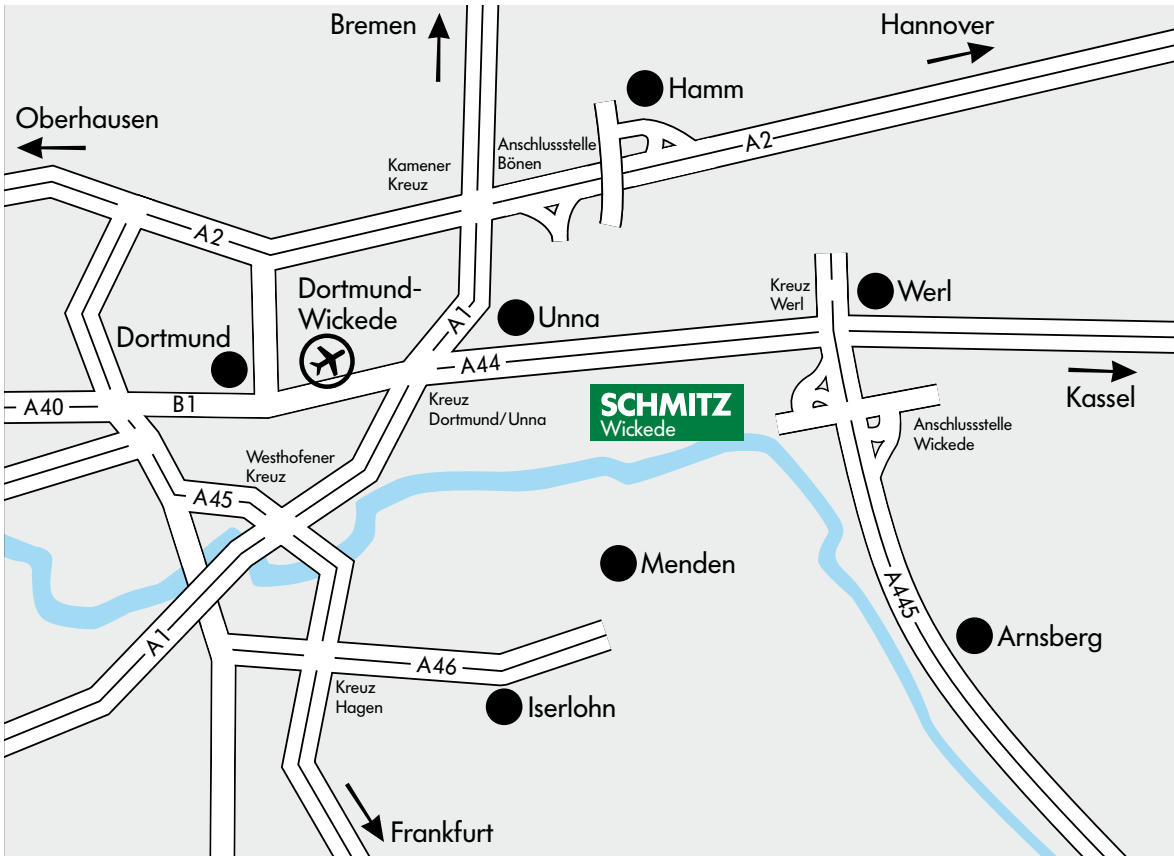 Bremen
Hannover
Hamm
Oberhausen
Anschlussstelle
Bönen
A2
Kamener
Kreuz
A2
Dortmund-
Wickede
Kreuz
Werl
Werl
A1
Unna
Dortmund
A44
Kassel
A40
B1
Kreuz
Dortmund/Unna
SCHMITZ
Wickede
Anschlussstelle
Wickede
Westhofener
Kreuz
A45
Menden
A445
Arnsberg
A1
A46
Kreuz
Hagen
Iserlohn
Frankfurt